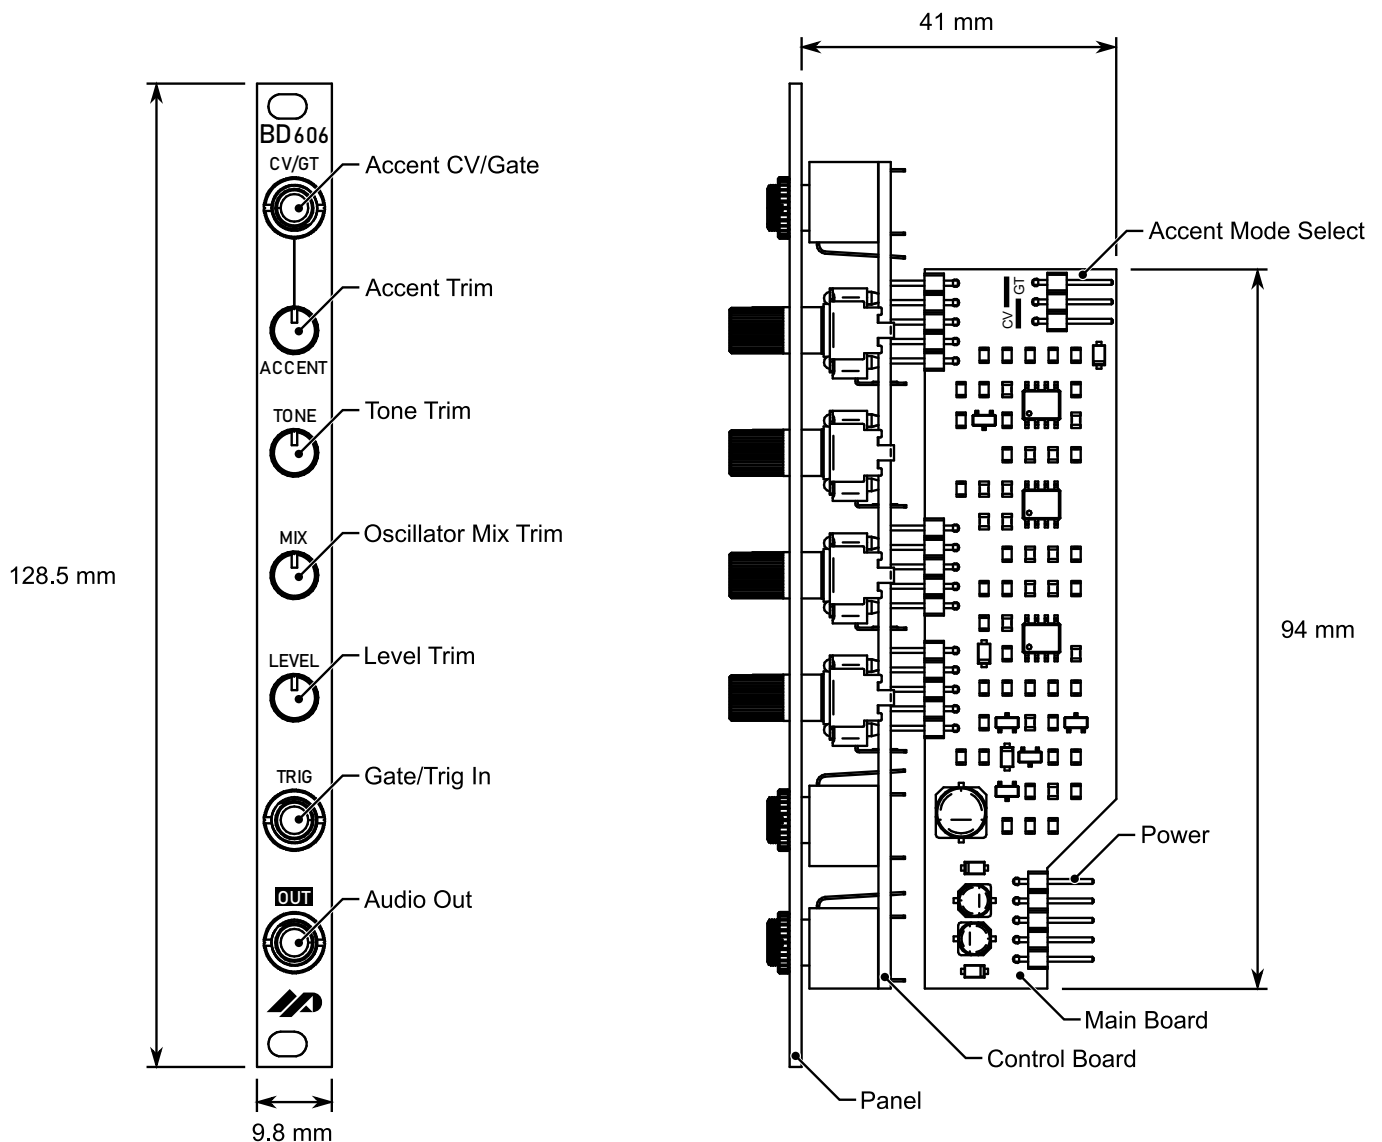 41 mm
BD606
CV/GT
Accent CV/Gate
Accent Mode Select
Accent Trim
CV
GT
ACCENT
TONE
Tone Trim
MIX
Oscillator Mix Trim
128.5 mm
94 mm
LEVEL
Level Trim
TRIG
Gate/Trig In
Power
OUT
Audio Out
Main Board
Control Board
Panel
9.8 mm